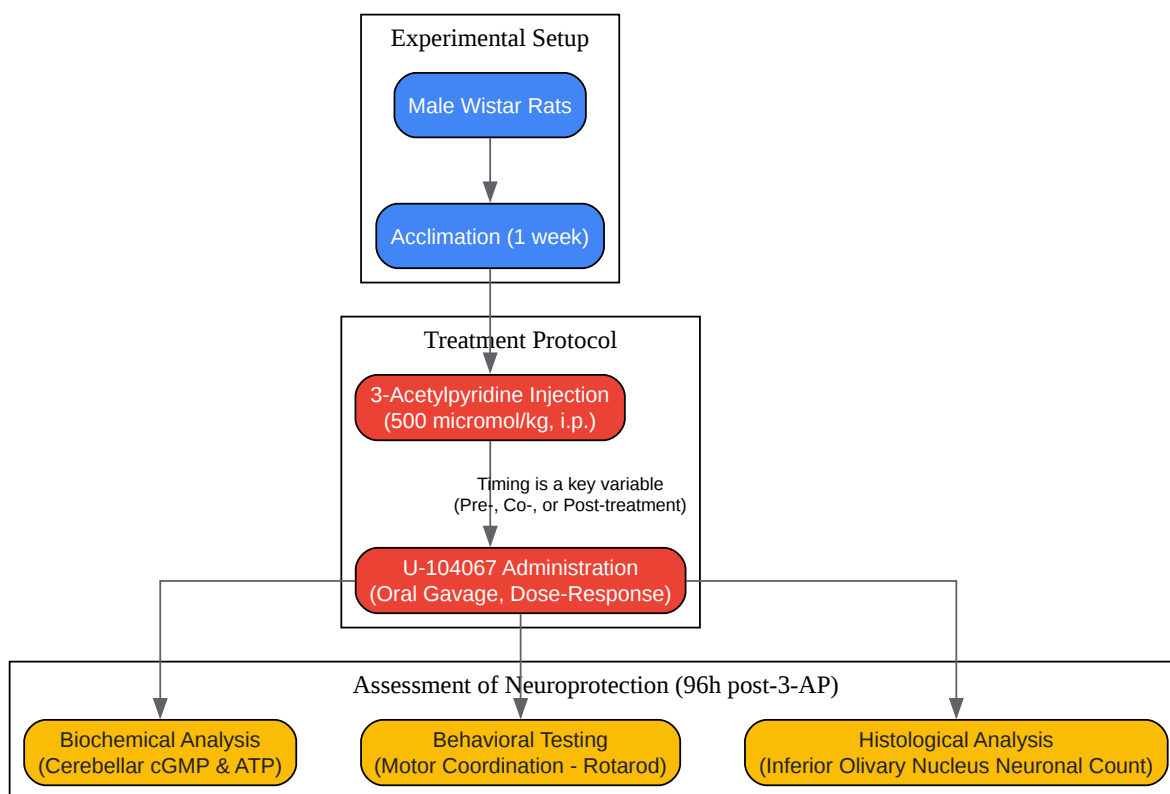 Experimental Setup
Male Wistar Rats
Acclimation (1 week)
Treatment Protocol
3-Acetylpyridine Injection
(500 micromol/kg, i.p.)
Timing is a key variable
(Pre-, Co-, or Post-treatment)
U-104067 Administration
(Oral Gavage, Dose-Response)
Assessment of Neuroprotection (96h post-3-AP)
Biochemical Analysis
(Cerebellar cGMP & ATP)
Behavioral Testing
(Motor Coordination - Rotarod)
Histological Analysis
(Inferior Olivary Nucleus Neuronal Count)